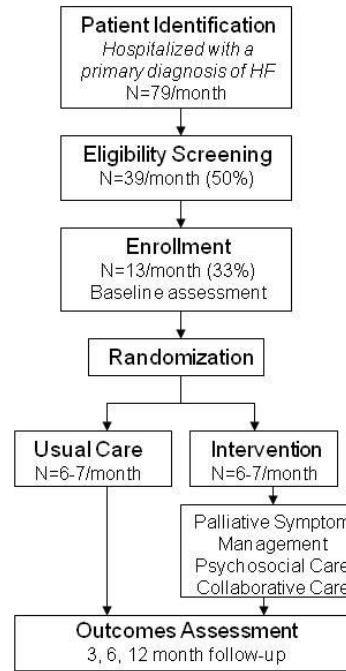 Patient Identification
Hospitalized with a
primary diagnosis of HF
N=79/month
Eligibility Screening
N=39/month (50%)
Enrollment
N=13/month (33%)
Baseline assessment
Randomization
Usual Care
N=6-7/month
Intervention
N=6-7/month
Palliative Symptom
Management
Psychosocial Care
Collaborative Care
Outcomes Assessment
3, 6, 12 month follow-up